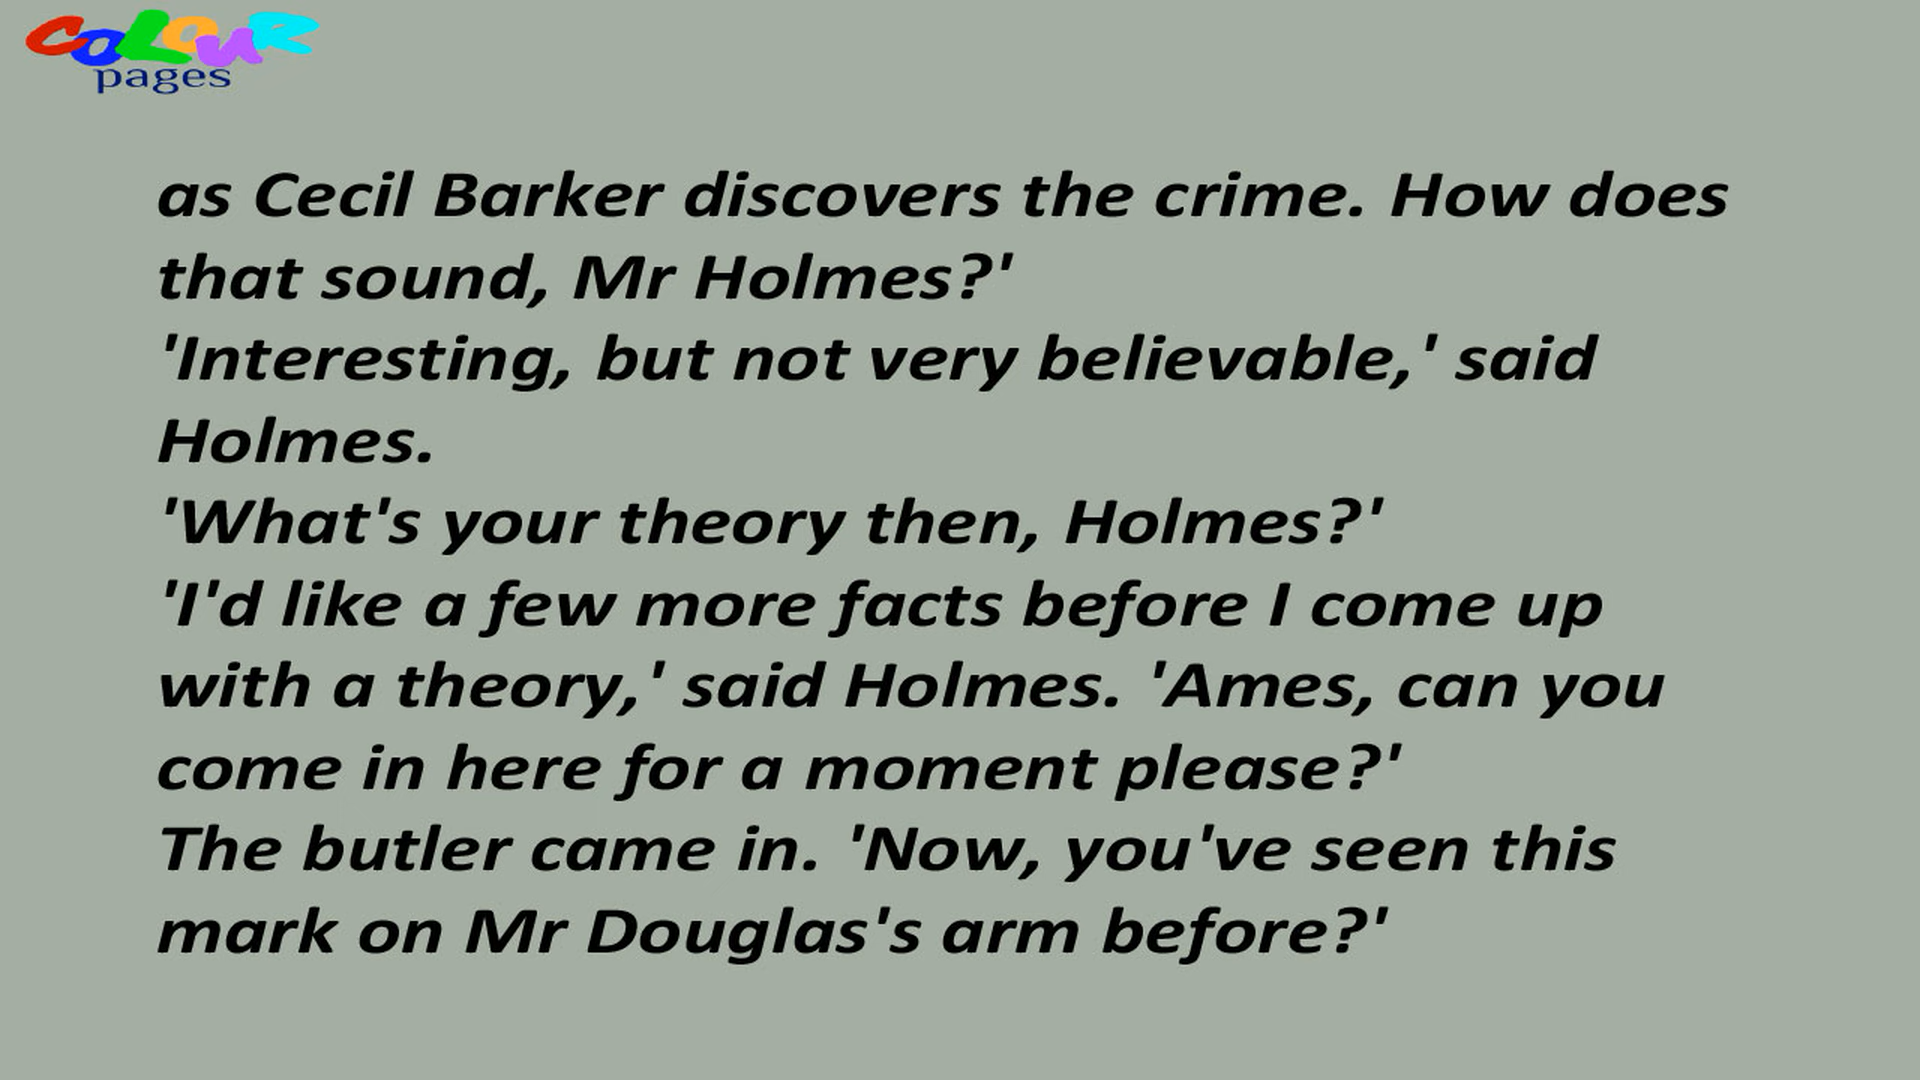 COLOUR
pages
as Cecil Barker discovers the crime. How does
that sound, Mr Holmes?'
'Interesting, but not very believable,' said
Holmes.
'What's your theory then, Holmes?'
'I'd like a few more facts before I come up
with a theory,' said Holmes. 'Ames, can you
come in here for a moment please?'
The butler came in. 'Now, you've seen this
mark on Mr Douglas's arm before?'